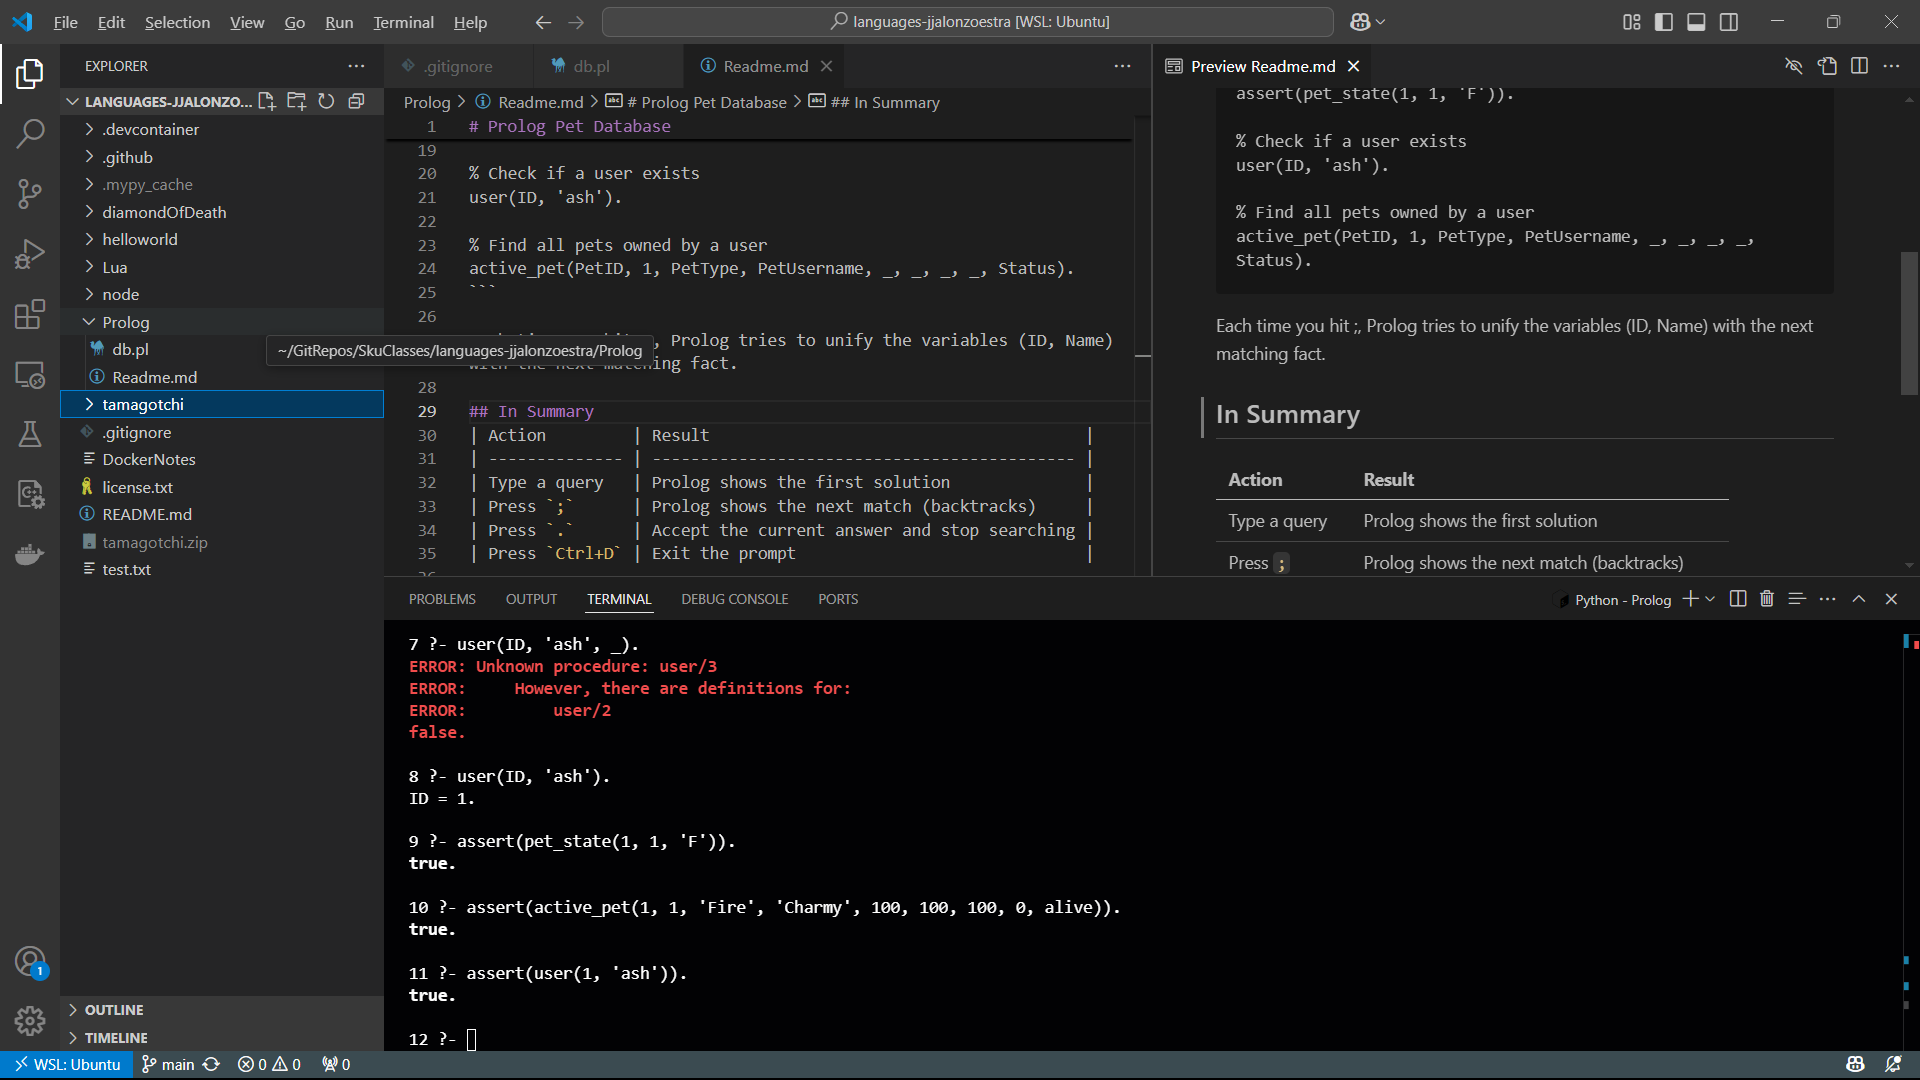 File Edit Selection View Go Run Terminal Help
languages-jjalonzoestra [WSL: Ubuntu]
EXPLORER
LANGUAGES-JJALONZO...
.devcontainer
.github
.mypy_cache
diamondOfDeath
helloworld
Lua
node
Prolog
db.pl
Readme.md
tamagotchi
.gitignore
DockerNotes
license.txt
README.md
tamagotchi.zip
test.txt
OUTLINE
TIMELINE
~/GitRepos/SkuClasses/languages-jjalonzoestra/Prolog
.gitignore db.pl Readme.md
Prolog > Readme.md > # Prolog Pet Database > ## In Summary
1 # Prolog Pet Database
19
20 % Check if a user exists
21 user(ID, 'ash').
22
23 % Find all pets owned by a user
24 active_pet(PetID, 1, PetType, PetUsername, _, _, _, _, Status).
25 ```
26
, Prolog tries to unify the variables (ID, Name)
with the next matching fact.
28
29 ## In Summary
30 | Action | Result |
31 | -------------- | -------------------------------------------- |
32 | Type a query | Prolog shows the first solution |
33 | Press `;` | Prolog shows the next match (backtracks) |
34 | Press `.` | Accept the current answer and stop searching |
35 | Press `Ctrl+D` | Exit the prompt |
Preview Readme.md
assert(pet_state(1, 1, 'F')).
% Check if a user exists
user(ID, 'ash').
% Find all pets owned by a user
active_pet(PetID, 1, PetType, PetUsername, _, _, _, _,
Status).
Each time you hit ;, Prolog tries to unify the variables (ID, Name) with the next
matching fact.
In Summary
Action Result
Type a query Prolog shows the first solution
Press ; Prolog shows the next match (backtracks)
PROBLEMS OUTPUT TERMINAL DEBUG CONSOLE PORTS
Python - Prolog
7 ?- user(ID, 'ash', _).
ERROR: Unknown procedure: user/3
ERROR: However, there are definitions for:
ERROR: user/2
false.
8 ?- user(ID, 'ash').
ID = 1.
9 ?- assert(pet_state(1, 1, 'F')).
true.
10 ?- assert(active_pet(1, 1, 'Fire', 'Charmy', 100, 100, 100, 0, alive)).
true.
11 ?- assert(user(1, 'ash')).
true.
12 ?-
1
WSL: Ubuntu main 0 0 0